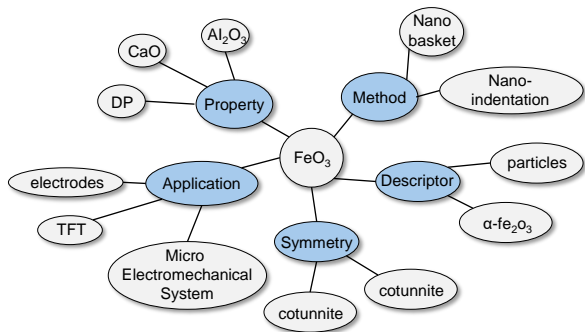 Al₂O₃
Nano
basket
CaO
Nano-
indentation
DP
Property
Method
FeO₃
particles
electrodes
Application
Descriptor
TFT
α-fe₂o₃
Symmetry
Micro
Electromechanical
System
cotunnite
cotunnite